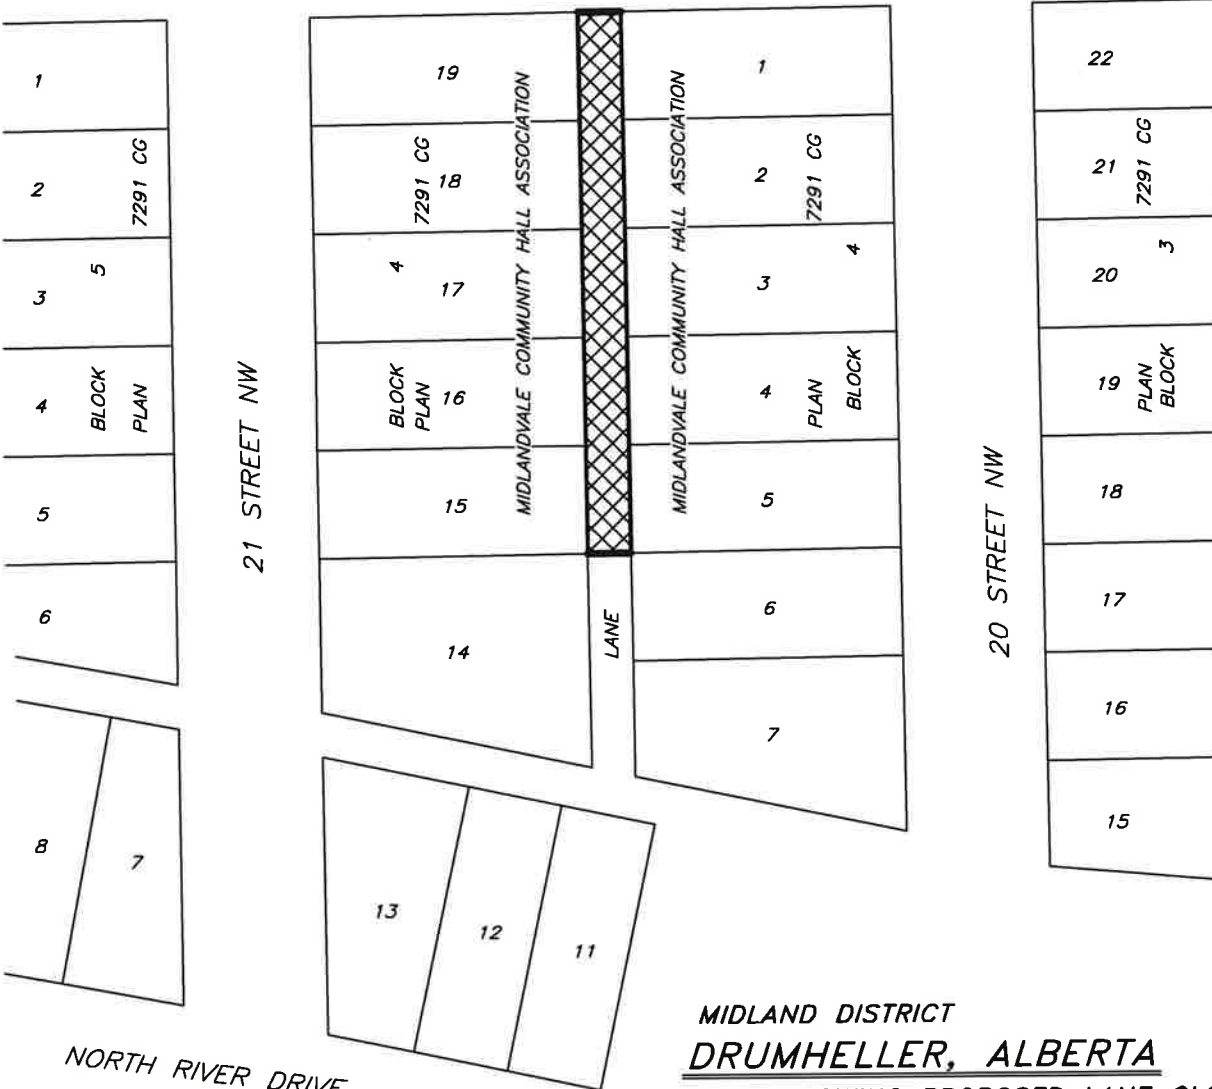 1
2
3
4
5
6
5
BLOCK
PLAN
7291 CG
8
7
21 STREET NW
19
18
17
16
15
14
7291 CG
4
BLOCK
PLAN
MIDLANDVALE COMMUNITY HALL ASSOCIATION
13
12
11
LANE
MIDLANDVALE COMMUNITY HALL ASSOCIATION
1
2
3
4
5
6
7
PLAN
7291 CG
BLOCK
4
20 STREET NW
22
21
20
19
18
17
16
15
PLAN
7291 CG
BLOCK
3
NORTH RIVER DRIVE
MIDLAND DISTRICT
DRUMHELLER, ALBERTA
PROPOSED LANE